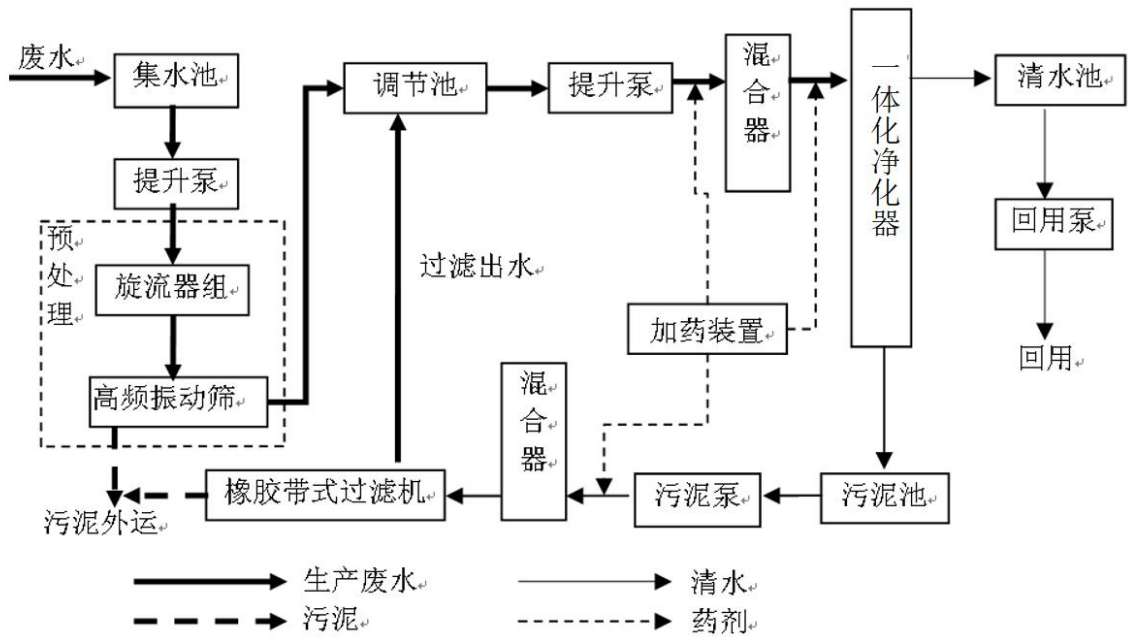 废水
集水池
调节池
提升泵
混合器
一体化净化器
清水池
提升泵
预处理
旋流器组
过滤出水
回用泵
加药装置
回用
高频振动筛
混合器
橡胶带式过滤机
污泥泵
污泥池
污泥外运
生产废水
清水
污泥
药剂